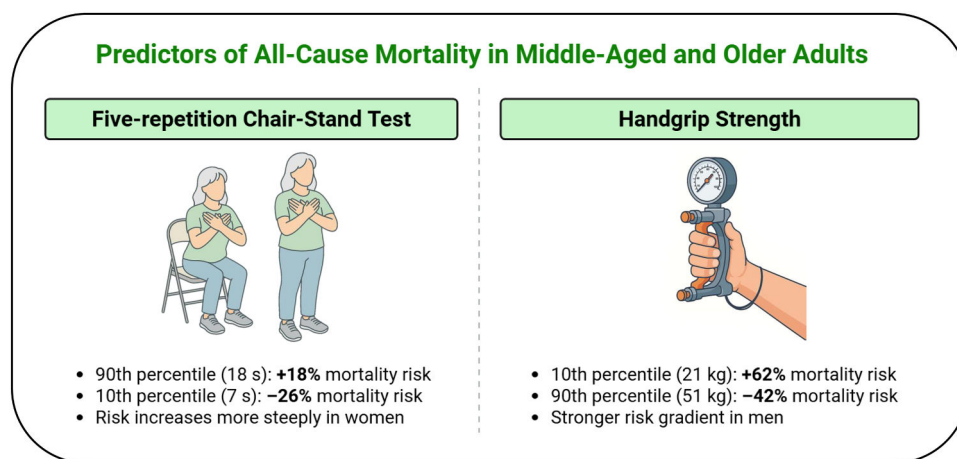 Predictors of All-Cause Mortality in Middle-Aged and Older Adults
Five-repetition Chair-Stand Test
• 90th percentile (18 s): +18% mortality risk
• 10th percentile (7 s): −26% mortality risk
• Risk increases more steeply in women
Handgrip Strength
• 10th percentile (21 kg): +62% mortality risk
• 90th percentile (51 kg): −42% mortality risk
• Stronger risk gradient in men